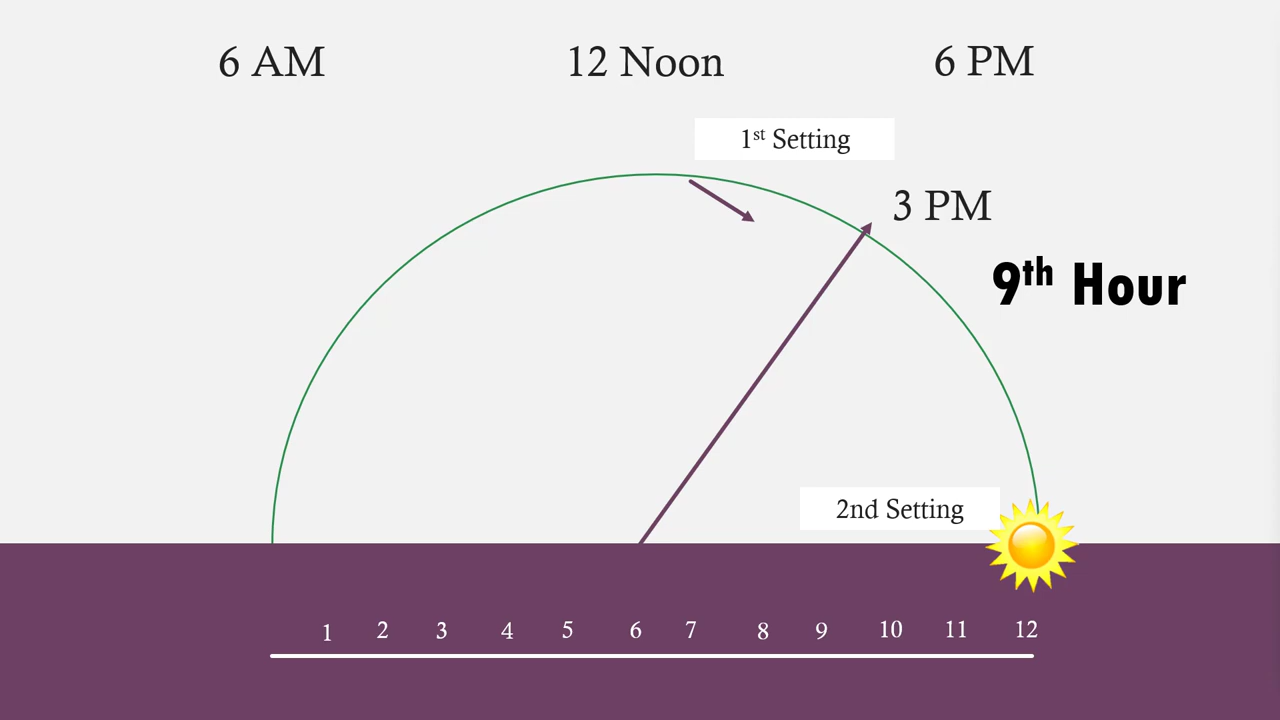 6 AM 12 Noon 6 PM
1st Setting
3 PM
9th Hour
2nd Setting
1 2 3 4 5 6 7 8 9 10 11 12